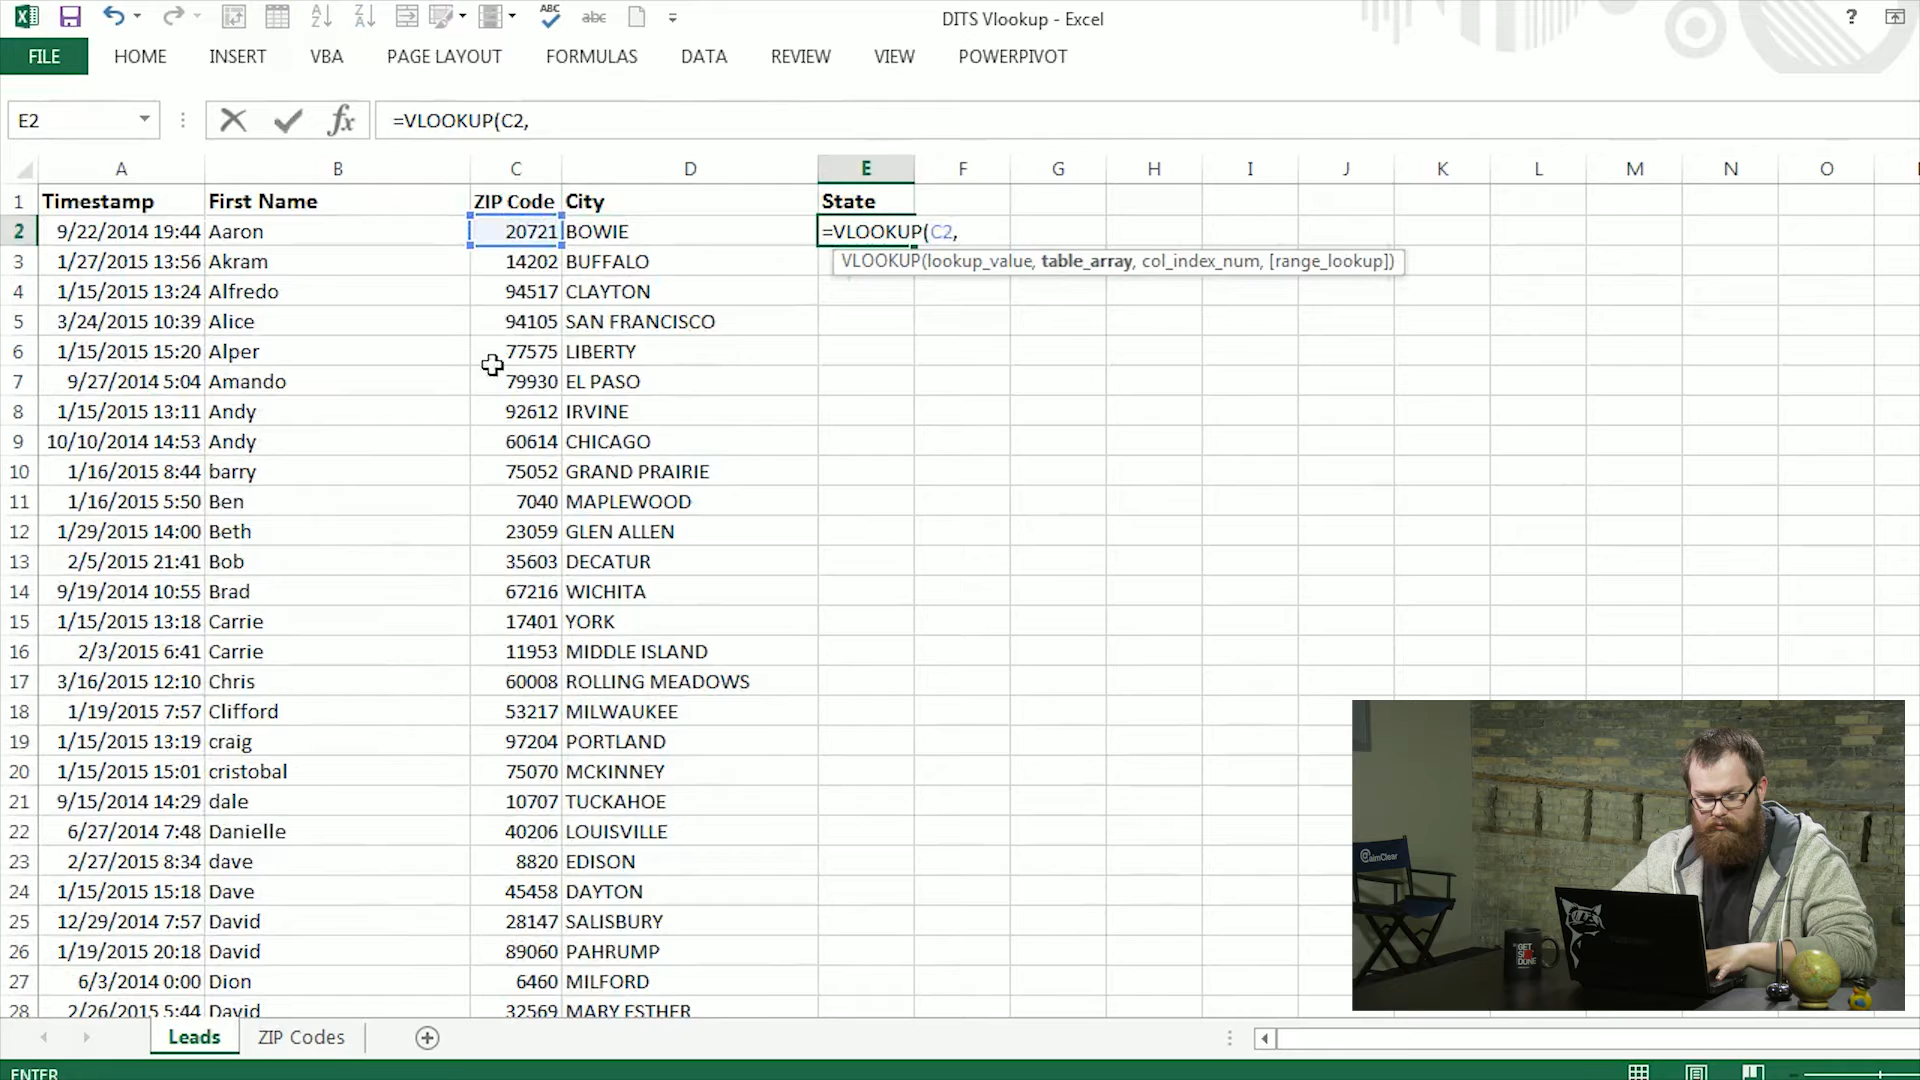 DITS Vlookup - Excel
ABC
abc
?
FILE HOME INSERT VBA PAGE LAYOUT FORMULAS DATA REVIEW VIEW POWERPIVOT
E2 fx =VLOOKUP(C2,
A B C D E F G H I J K L M N O
1 Timestamp First Name ZIP Code City State
2 9/22/2014 19:44 Aaron 20721 BOWIE =VLOOKUP(C2,
VLOOKUP(lookup_value, table_array, col_index_num, [range_lookup])
3 1/27/2015 13:56 Akram 14202 BUFFALO
4 1/15/2015 13:24 Alfredo 94517 CLAYTON
5 3/24/2015 10:39 Alice 94105 SAN FRANCISCO
6 1/15/2015 15:20 Alper 77575 LIBERTY
7 9/27/2014 5:04 Amando 79930 EL PASO
8 1/15/2015 13:11 Andy 92612 IRVINE
9 10/10/2014 14:53 Andy 60614 CHICAGO
10 1/16/2015 8:44 barry 75052 GRAND PRAIRIE
11 1/16/2015 5:50 Ben 7040 MAPLEWOOD
12 1/29/2015 14:00 Beth 23059 GLEN ALLEN
13 2/5/2015 21:41 Bob 35603 DECATUR
14 9/19/2014 10:55 Brad 67216 WICHITA
15 1/15/2015 13:18 Carrie 17401 YORK
16 2/3/2015 6:41 Carrie 11953 MIDDLE ISLAND
17 3/16/2015 12:10 Chris 60008 ROLLING MEADOWS
18 1/19/2015 7:57 Clifford 53217 MILWAUKEE
19 1/15/2015 13:19 craig 97204 PORTLAND
20 1/15/2015 15:01 cristobal 75070 MCKINNEY
21 9/15/2014 14:29 dale 10707 TUCKAHOE
22 6/27/2014 7:48 Danielle 40206 LOUISVILLE
23 2/27/2015 8:34 dave 8820 EDISON
24 1/15/2015 15:18 Dave 45458 DAYTON
25 12/29/2014 7:57 David 28147 SALISBURY
26 1/19/2015 20:18 David 89060 PAHRUMP
27 6/3/2014 0:00 Dion 6460 MILFORD
28 2/26/2015 5:44 David 32569 MARY ESTHER
@aimClear
GET
DONE
Leads ZIP Codes
ENTER